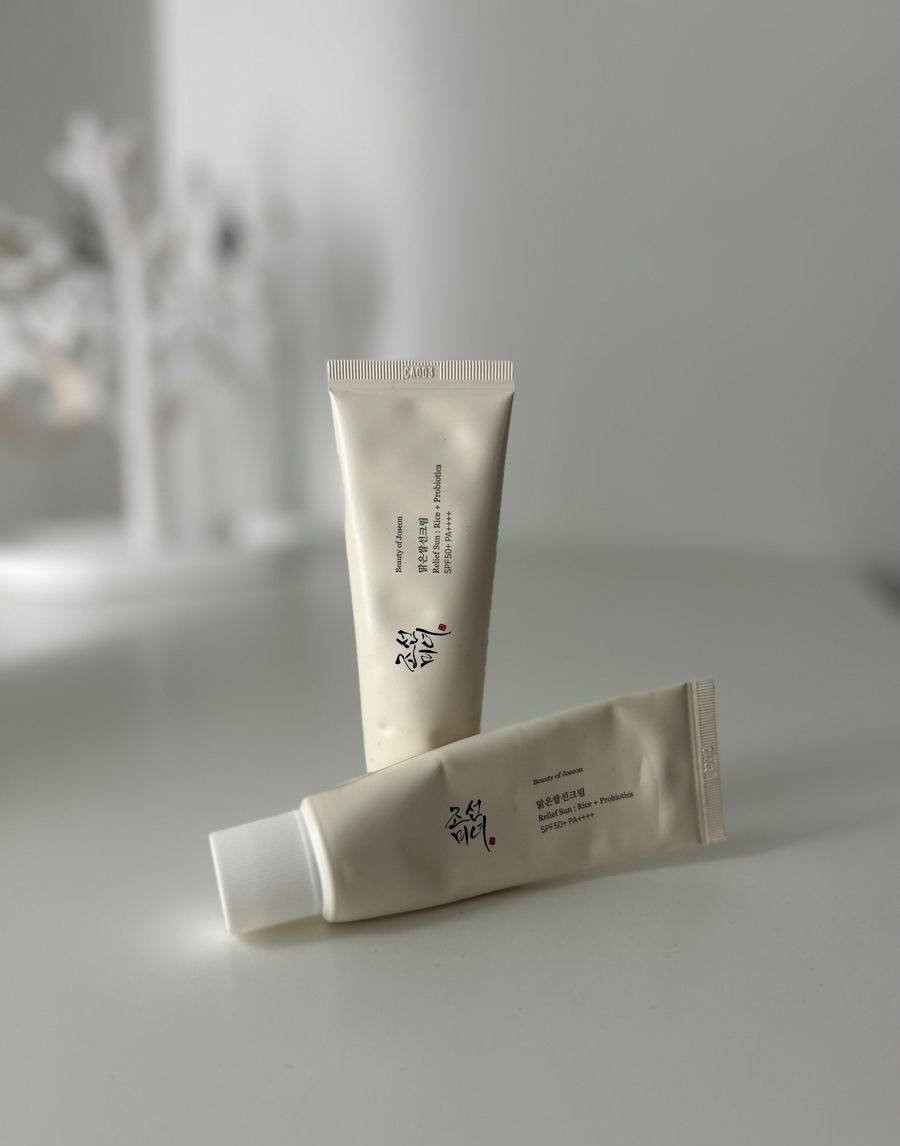 CA003
Beauty of Joseon
맑은쌀선크림
Relief Sun : Rice + Probiotics
SPF50+ PA++++
조선
미녀
조선
미녀
Beauty of Joseon
맑은쌀선크림
Relief Sun : Rice + Probiotics
SPF50+ PA++++